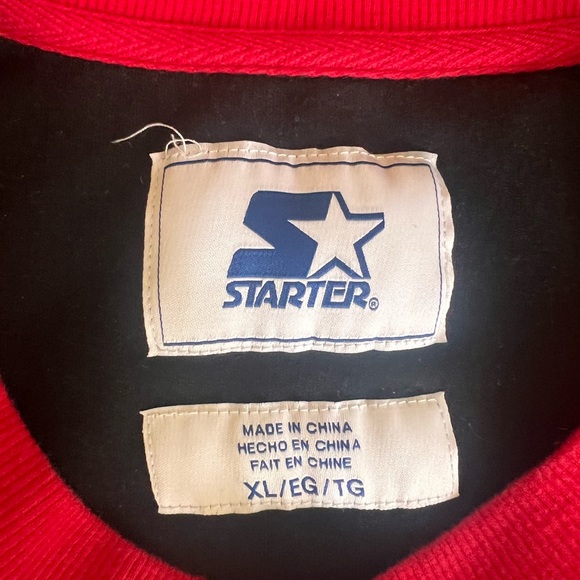 STARTER®
MADE IN CHINA
HECHO EN CHINA
FAIT EN CHINE
XL/EG/TG